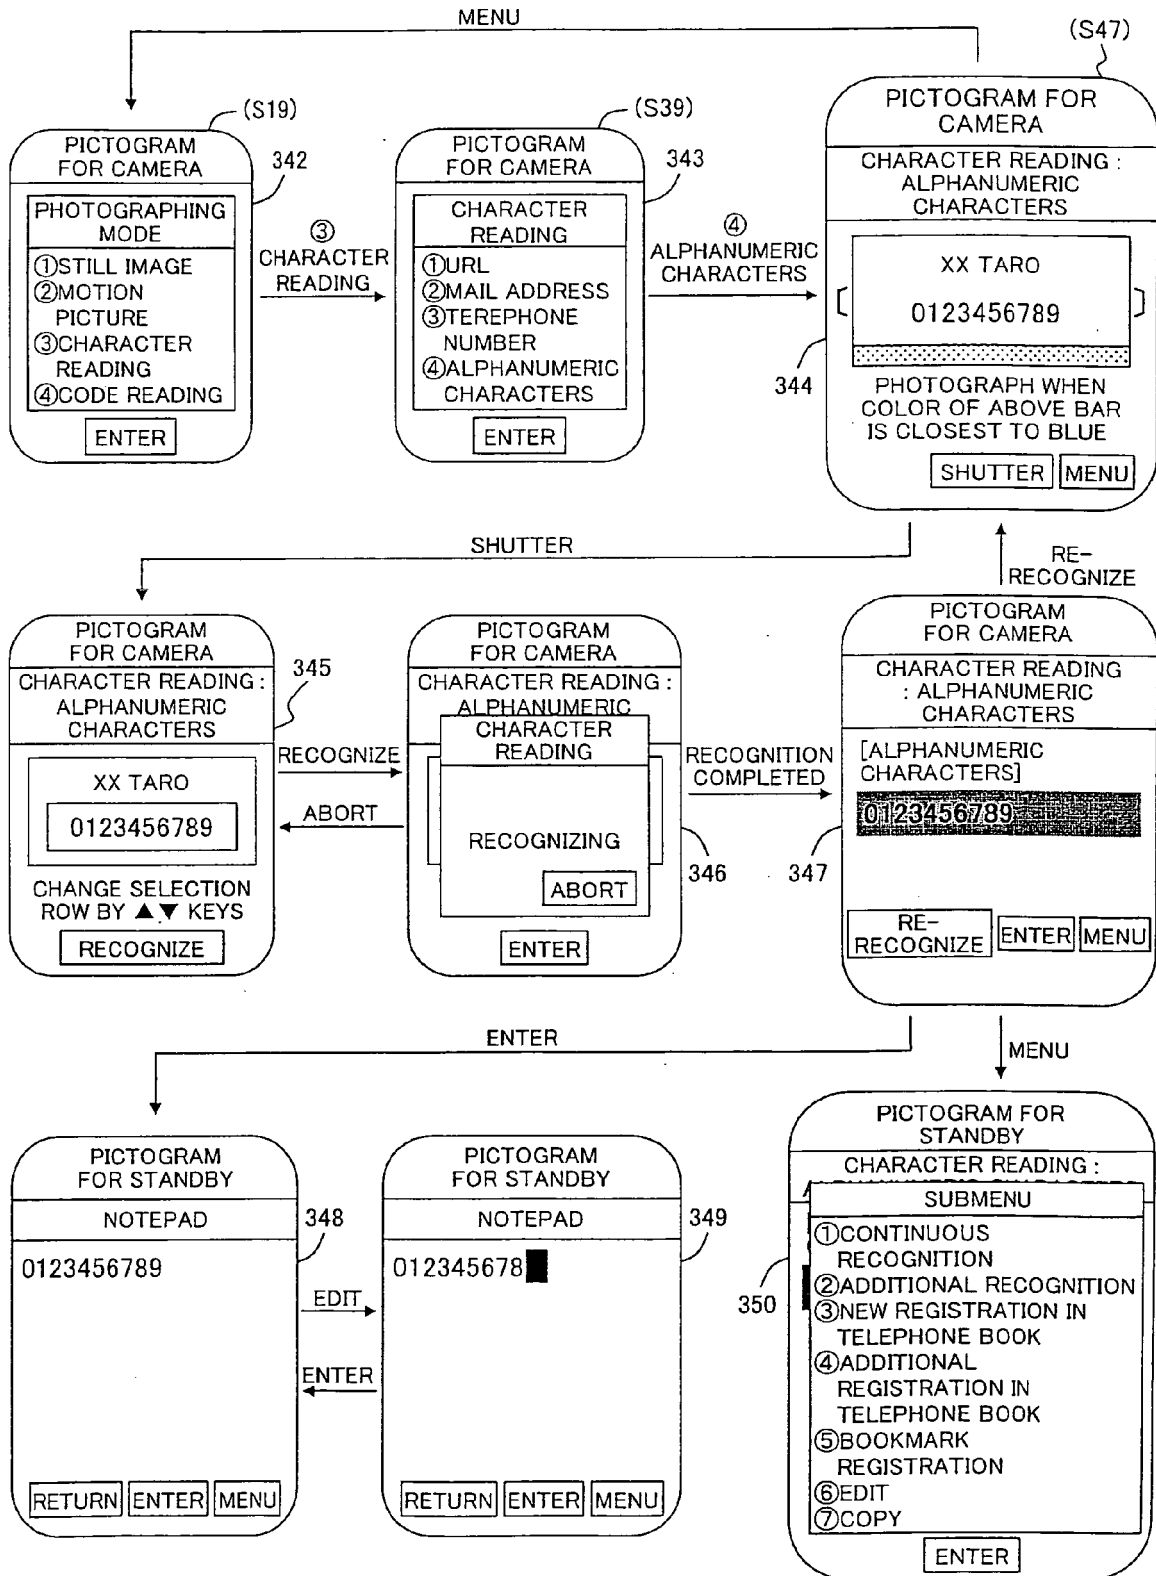 MENU
(S47)
(S19)
PICTOGRAM
FOR CAMERA
342
PHOTOGRAPHING
MODE
①STILL IMAGE
②MOTION
PICTURE
③CHARACTER
READING
④CODE READING
ENTER
③
CHARACTER
READING
(S39)
PICTOGRAM
FOR CAMERA
343
CHARACTER
READING
①URL
②MAIL ADDRESS
③TEREPHONE
NUMBER
④ALPHANUMERIC
CHARACTERS
ENTER
④
ALPHANUMERIC
CHARACTERS
PICTOGRAM FOR
CAMERA
CHARACTER READING :
ALPHANUMERIC
CHARACTERS
XX TARO
0123456789
344
PHOTOGRAPH WHEN
COLOR OF ABOVE BAR
IS CLOSEST TO BLUE
SHUTTER MENU
SHUTTER
RE-
RECOGNIZE
PICTOGRAM
FOR CAMERA
CHARACTER READING :
ALPHANUMERIC
CHARACTERS
345
XX TARO
0123456789
CHANGE SELECTION
ROW BY ▲▼ KEYS
RECOGNIZE
RECOGNIZE
ABORT
PICTOGRAM
FOR CAMERA
CHARACTER READING :
ALPHANUMERIC
CHARACTER
READING
RECOGNIZING
ABORT
346
ENTER
RECOGNITION
COMPLETED
PICTOGRAM
FOR CAMERA
CHARACTER READING
: ALPHANUMERIC
CHARACTERS
[ALPHANUMERIC
CHARACTERS]
0123456789
347
RE-
RECOGNIZE ENTER MENU
ENTER
MENU
PICTOGRAM
FOR STANDBY
NOTEPAD
348
0123456789
RETURN ENTER MENU
EDIT
ENTER
PICTOGRAM
FOR STANDBY
NOTEPAD
349
012345678
RETURN ENTER MENU
PICTOGRAM FOR
STANDBY
CHARACTER READING :
SUBMENU
350
①CONTINUOUS
RECOGNITION
②ADDITIONAL RECOGNITION
③NEW REGISTRATION IN
TELEPHONE BOOK
④ADDITIONAL
REGISTRATION IN
TELEPHONE BOOK
⑤BOOKMARK
REGISTRATION
⑥EDIT
⑦COPY
ENTER